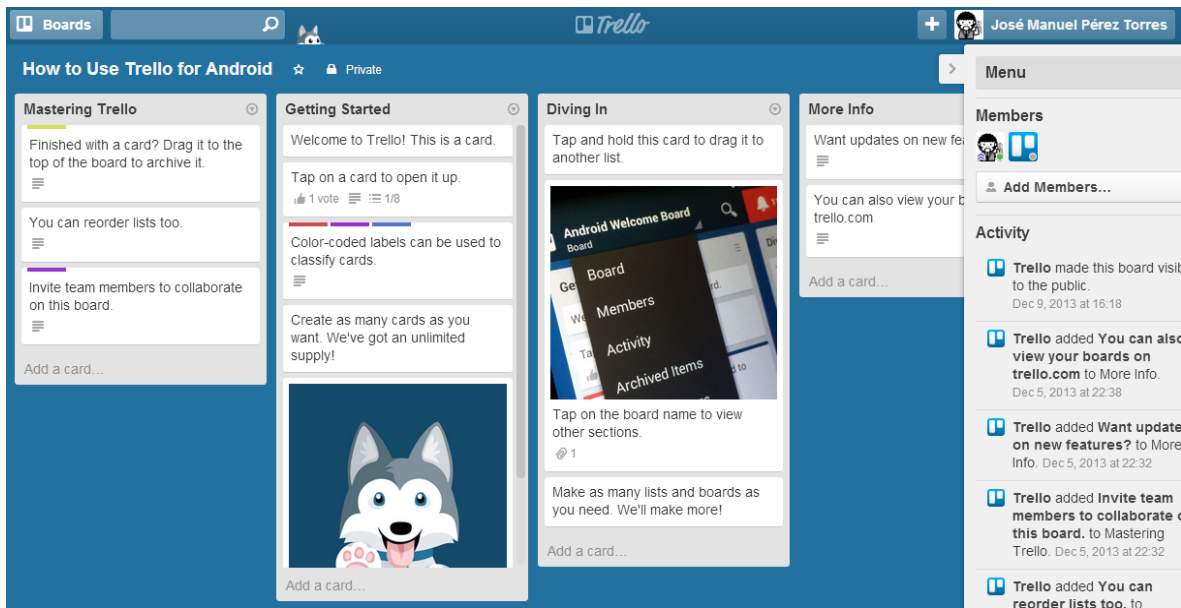 Boards
Trello
José Manuel Pérez Torres
How to Use Trello for Android
Private
Mastering Trello
Finished with a card? Drag it to the
top of the board to archive it.
You can reorder lists too.
Invite team members to collaborate
on this board.
Add a card...
Getting Started
Welcome to Trello! This is a card.
Tap on a card to open it up.
1 vote
1/8
Color-coded labels can be used to
classify cards.
Create as many cards as you
want. We've got an unlimited
supply!
Add a card...
Diving In
Tap and hold this card to drag it to
another list.
Android Welcome Board
Board
Board
Members
Activity
Archived Items
Tap on the board name to view
other sections.
1
Make as many lists and boards as
you need. We'll make more!
Add a card...
More Info
Want updates on new
You can also view your
trello.com
Add a card...
Menu
Members
Add Members...
Activity
Trello made this board
to the public.
Dec 9, 2013 at 16:18
Trello added You can also
view your boards on
trello.com to More Info.
Dec 5, 2013 at 22:38
Trello added Want update
on new features? to More
Info. Dec 5, 2013 at 22:32
Trello added Invite team
members to collaborate
this board. to Mastering
Trello. Dec 5, 2013 at 22:32
Trello added You can
reorder lists too. to